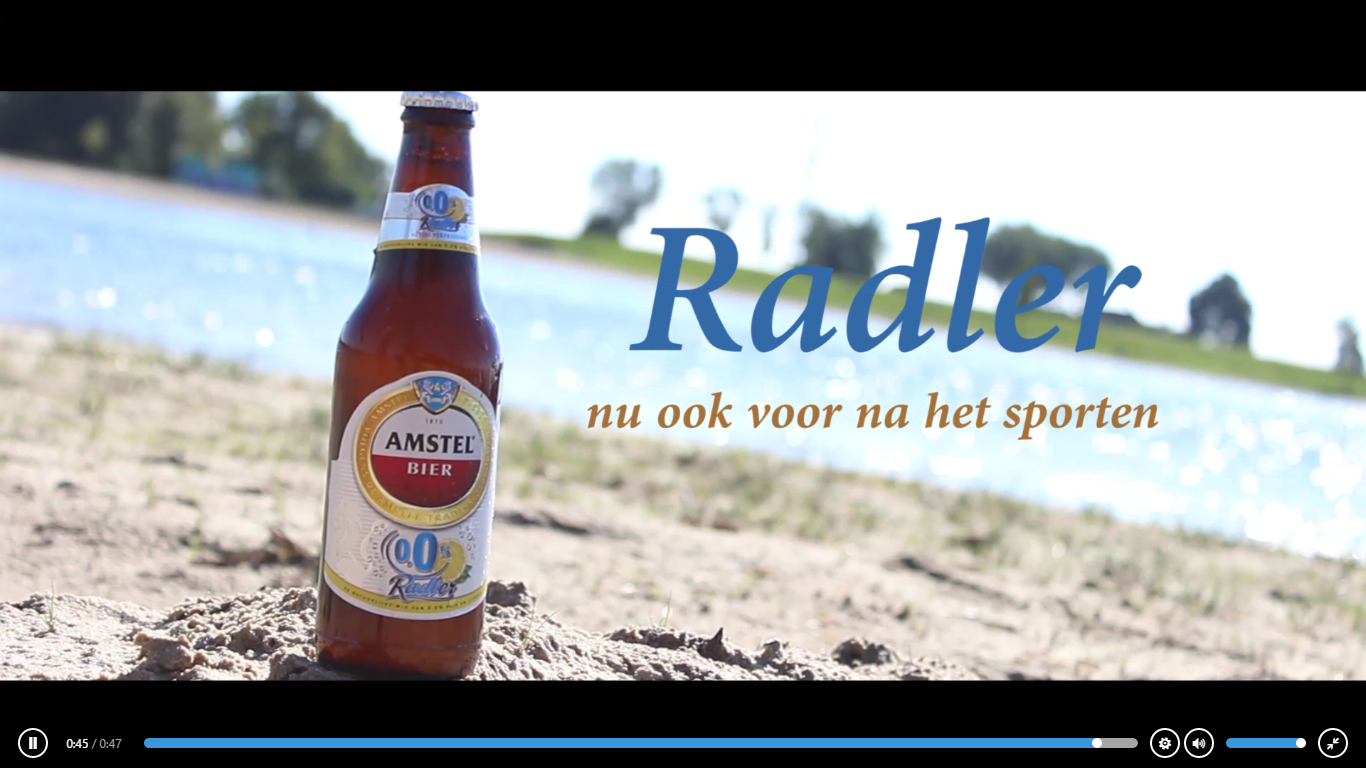 0.0
Radler
Radler
nu ook voor na het sporten
1870
AMSTEL
BIER
0.0%
Radler
0:45 / 0:47